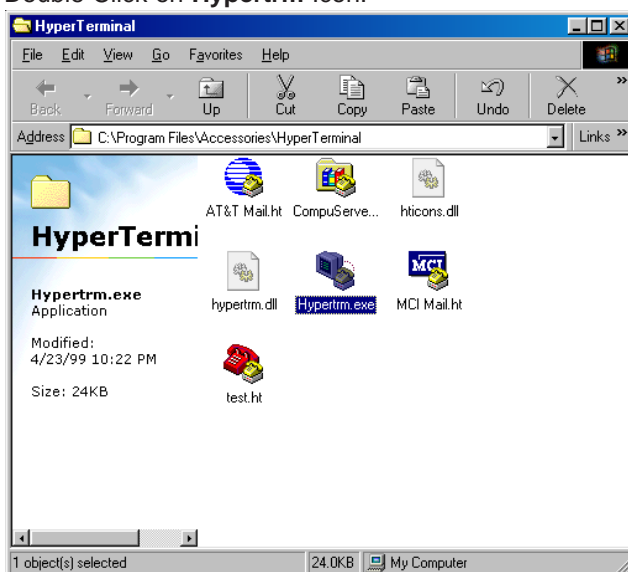 Double Click on Hypertrm icon.
HyperTerminal
File Edit View Go Favorites Help
Back Forward Up Cut Copy Paste Undo Delete »
Address C:\Program Files\Accessories\HyperTerminal Links »
HyperTermi
Hypertrm.exe
Application
Modified:
4/23/99 10:22 PM
Size: 24KB
AT&T Mail.ht CompuServe... hticons.dll
hypertrm.dll Hypertrm.exe MCI Mail.ht
MCI
test.ht
1 object(s) selected 24.0KB My Computer